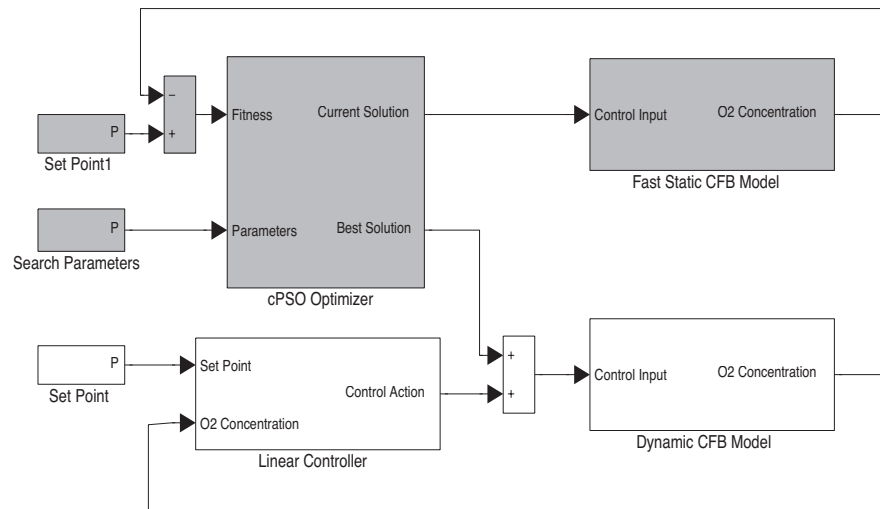 −
P
+
Set Point1
Fitness
Current Solution
Control Input
O2 Concentration
Fast Static CFB Model
P
Search Parameters
Parameters
Best Solution
cPSO Optimizer
P
Set Point
Set Point
Control Action
O2 Concentration
Linear Controller
+
+
Control Input
O2 Concentration
Dynamic CFB Model